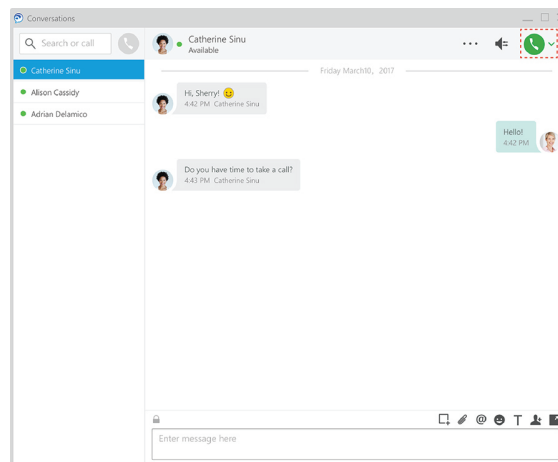 Conversations
Search or call
Catherine Sinu
Available
Catherine Sinu
Alison Cassidy
Adrian Delamico
Friday March10, 2017
Hi, Sherry!
4:42 PM Catherine Sinu
Hello!
4:42 PM
Do you have time to take a call?
4:43 PM Catherine Sinu
Enter message here